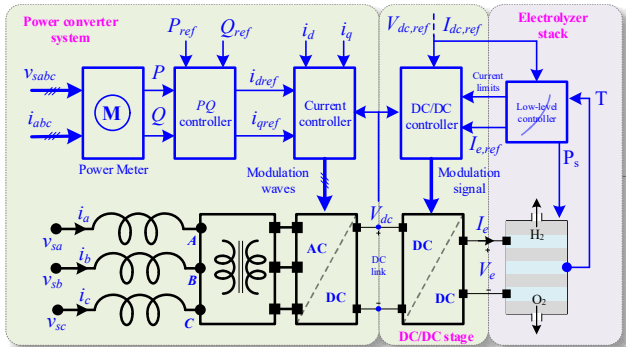 Power converter
system
P_ref
Q_ref
i_d
i_q
V_dc,ref
I_dc,ref
Electrolyzer
stack
v_sabc
i_abc
M
Power Meter
P
Q
PQ
controller
i_dref
i_qref
Current
controller
DC/DC
controller
Current
limits
I_e,ref
Low-level
controller
T
P_s
Modulation
waves
Modulation
signal
i_a
i_b
i_c
v_sa
v_sb
v_sc
A
B
C
AC
DC
V_dc
+
DC
link
−
DC
DC
I_e
+
V_e
−
H2
O2
DC/DC stage